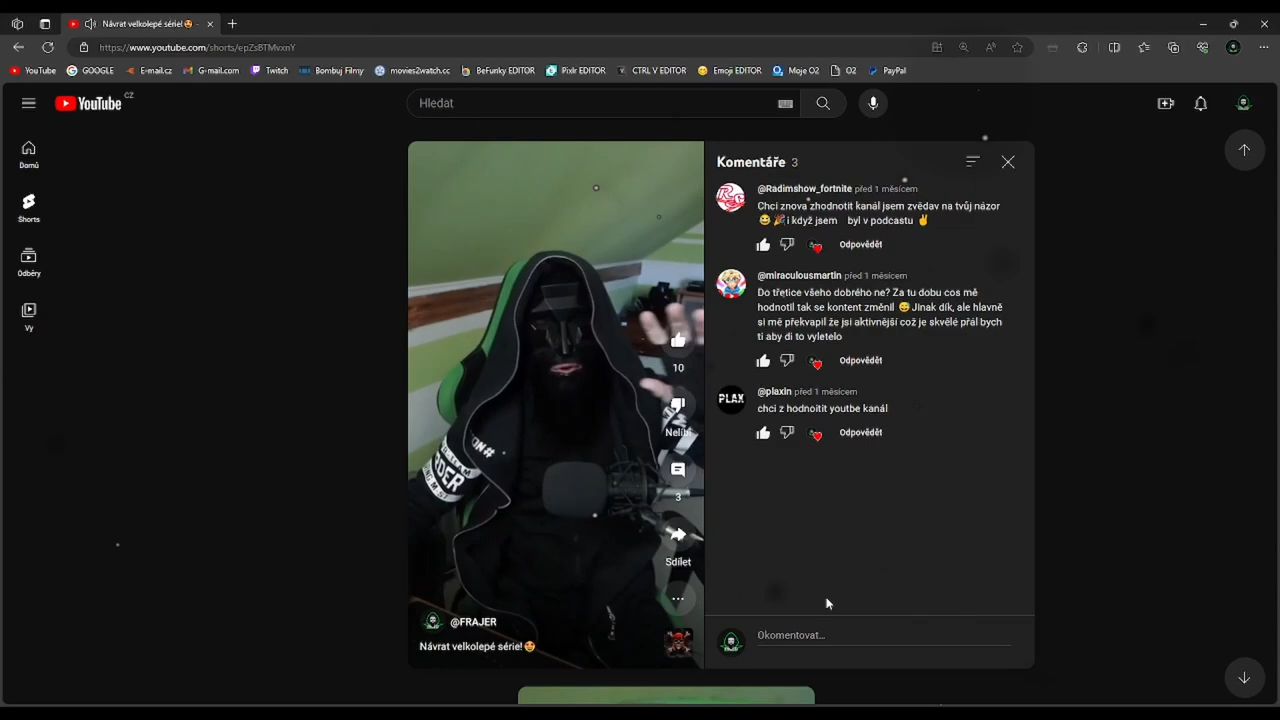 Návrat velkolepé série!🤩 -
https://www.youtube.com/shorts/epZsBTMvxnY
YouTube GOOGLE E-mail.cz G-mail.com Twitch Bombuj Filmy movies2watch.cc BeFunky EDITOR Pixlr EDITOR CTRL V EDITOR Emoji EDITOR Moje O2 O2 PayPal
YouTube CZ
Hledat
Domů
Shorts
Odběry
Vy
Komentáře 3
@Radimshow_fortnite před 1 měsícem
Chci znova zhodnotit kanál jsem zvědav na tvůj názor
😅🎉i když jsem byl v podcastu ✌
Odpovědět
@miraculousmartin před 1 měsícem
Do třetice všeho dobrého ne? Za tu dobu cos mě
hodnotil tak se kontent změnil 😅Jinak dík, ale hlavně
si mě překvapil že jsi aktivnější což je skvělé přál bych
ti aby di to vyletelo
Odpovědět
PLAX
@plaxin před 1 měsícem
chci z hodnoitit youtbe kanál
Odpovědět
10
Nelíbí
3
Sdílet
@FRAJER
Návrat velkolepé série!🤩
Okomentovat...